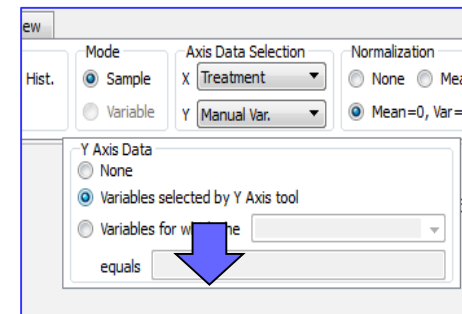 ew
Mode
Axis Data Selection
Normalization
Hist.
Sample
X Treatment
None
Mea
Variable
Y Manual Var.
Mean=0, Var=
Y Axis Data
None
Variables selected by Y Axis tool
Variables for w
equals